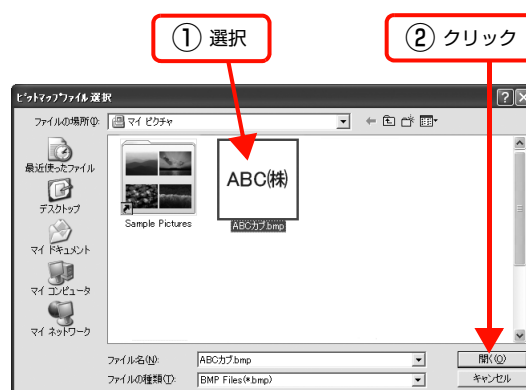 ① 選択
② クリック
ビットマップファイル選択
ファイルの場所(I):
マイ ピクチャ
最近使ったファイル
デスクトップ
マイ ドキュメント
マイ コンピュータ
マイ ネットワーク
ABC(株)
Sample Pictures
ABCカブ.bmp
ファイル名(N):
ABCカブ.bmp
開く(O)
ファイルの種類(T):
BMP Files(*.bmp)
キャンセル